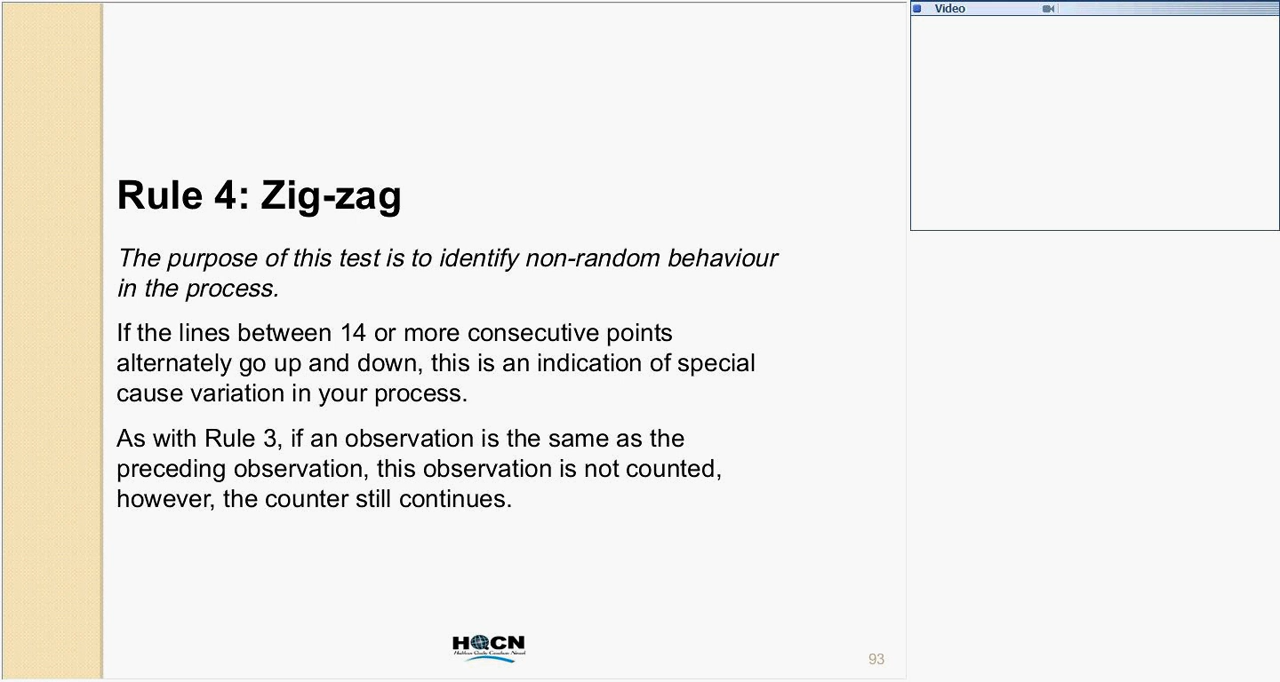 Video
Rule 4: Zig-zag
The purpose of this test is to identify non-random behaviour
in the process.
If the lines between 14 or more consecutive points
alternately go up and down, this is an indication of special
cause variation in your process.
As with Rule 3, if an observation is the same as the
preceding observation, this observation is not counted,
however, the counter still continues.
HQCN
93